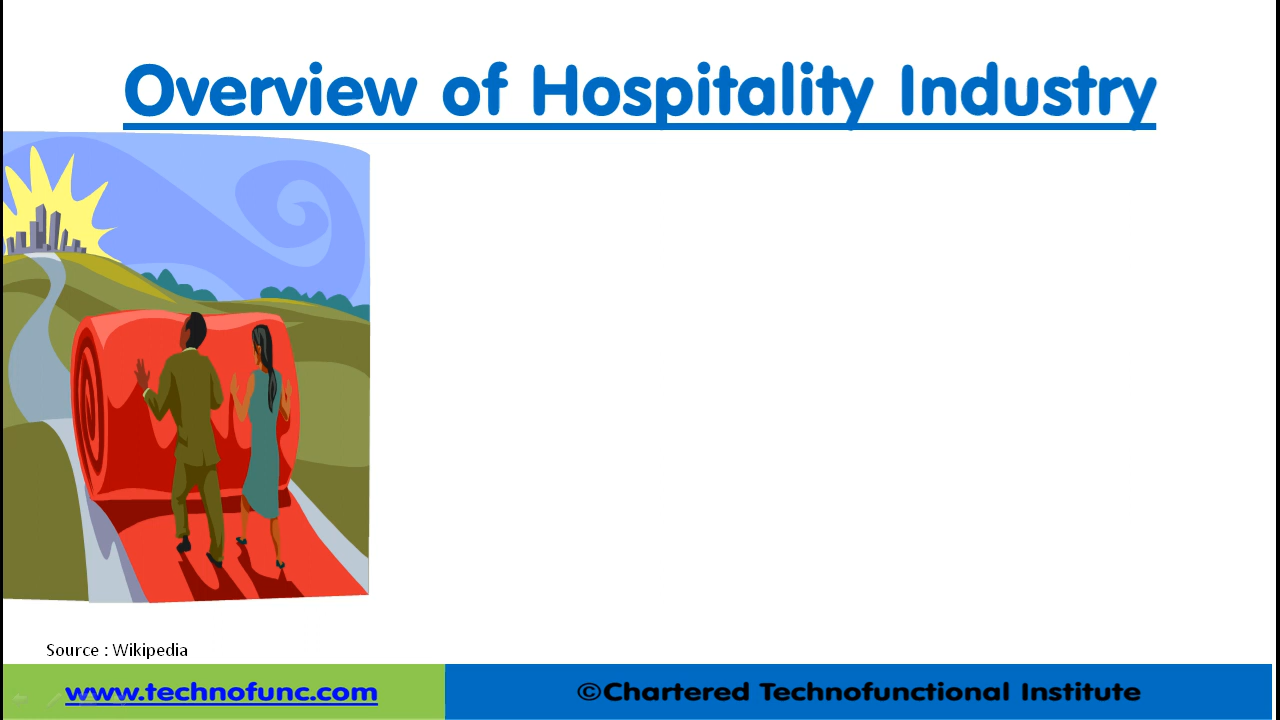 Overview of Hospitality Industry
Source : Wikipedia
www.technofunc.com
©Chartered Technofunctional Institute